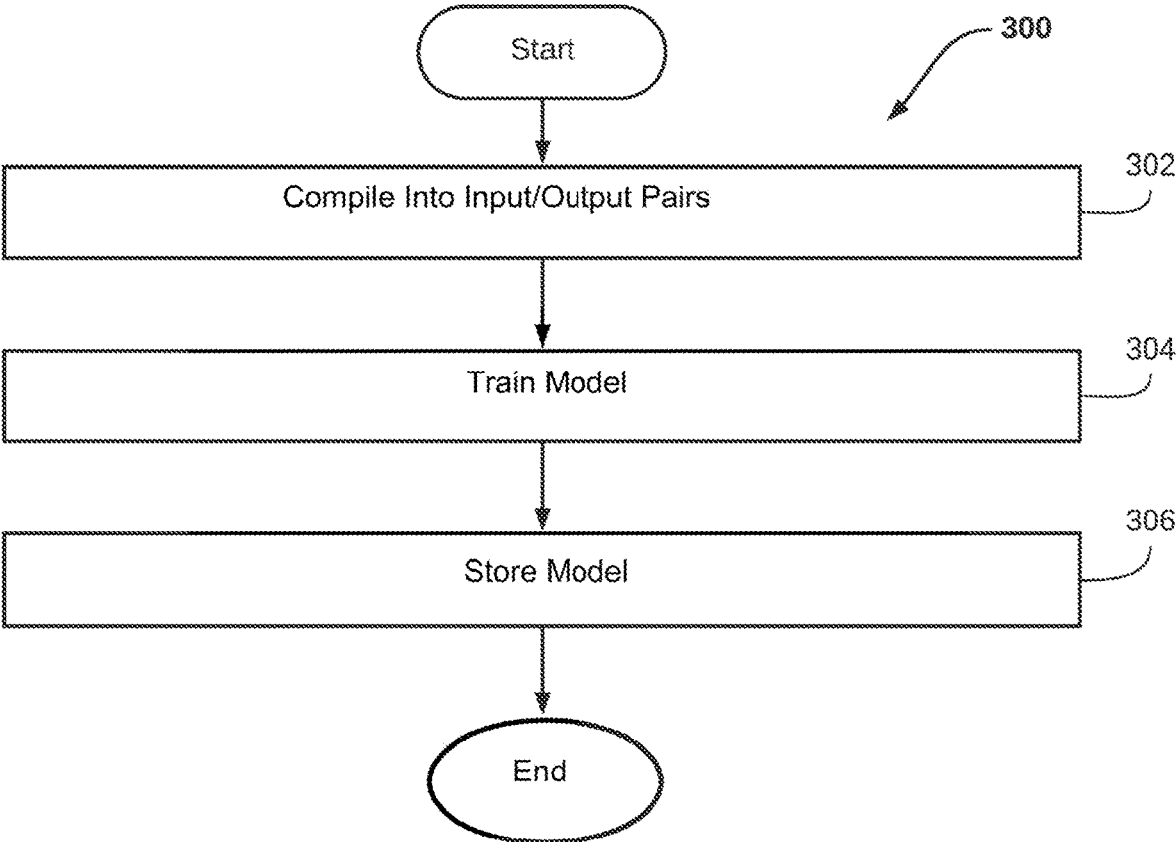 Start
300
Compile Into Input/Output Pairs
302
Train Model
304
Store Model
306
End